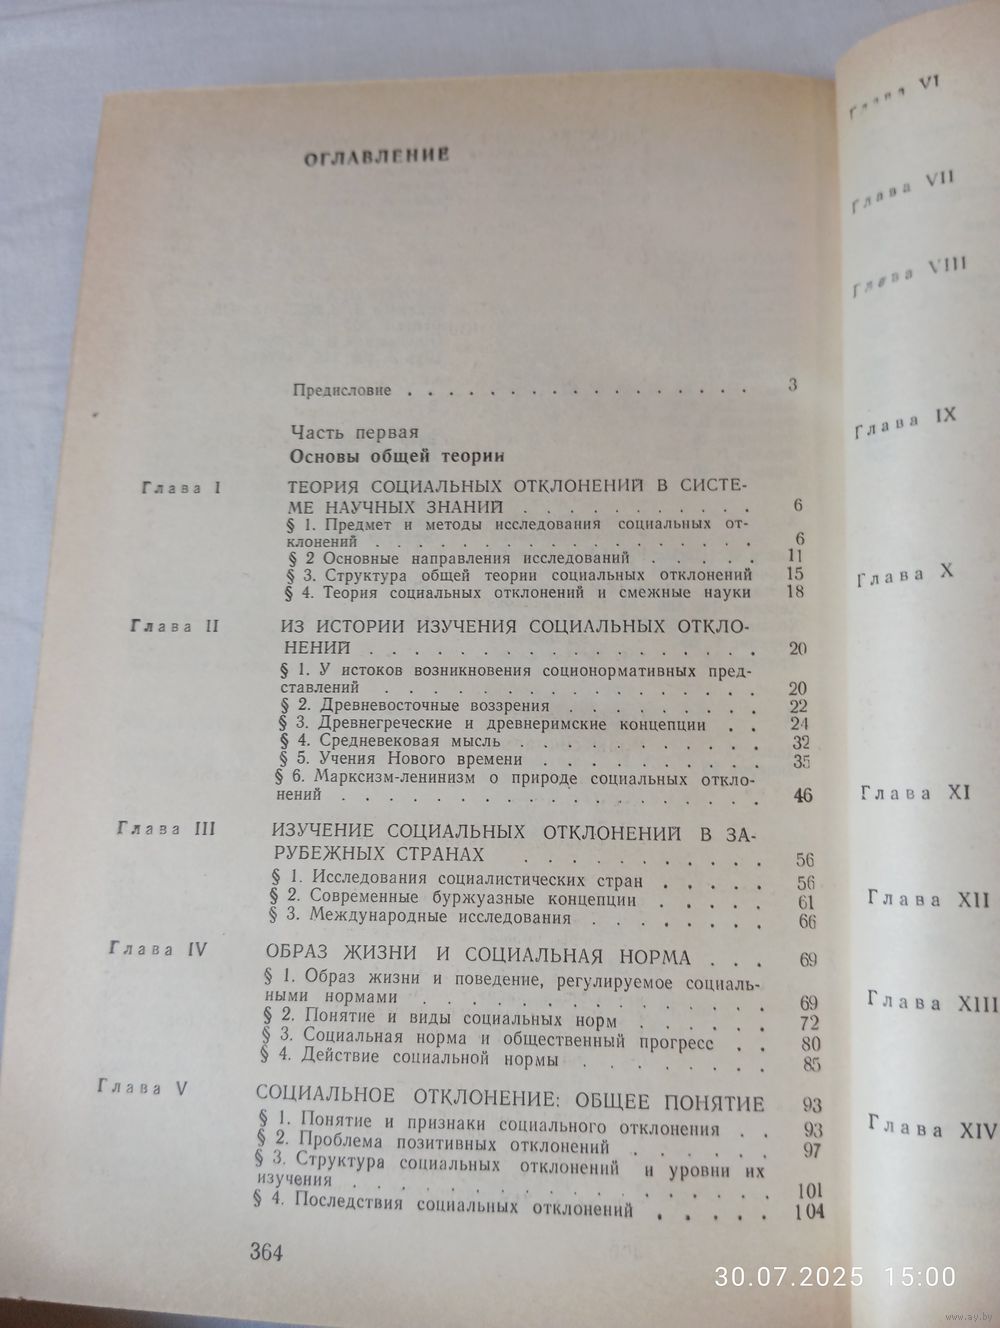 ОГЛАВЛЕНИЕ
Предисловие . . . . . . . . . . . . . . . . . 3
Часть первая
Основы общей теории
Глава I ТЕОРИЯ СОЦИАЛЬНЫХ ОТКЛОНЕНИЙ В СИСТЕ-
МЕ НАУЧНЫХ ЗНАНИЙ . . . . . . . . . . . 6
§ 1. Предмет и методы исследования социальных от-
клонений . . . . . . . . . . . . . . . . . 6
§ 2 Основные направления исследований . . . . . 11
§ 3. Структура общей теории социальных отклонений 15
§ 4. Теория социальных отклонений и смежные науки 18
Глава II ИЗ ИСТОРИИ ИЗУЧЕНИЯ СОЦИАЛЬНЫХ ОТКЛО-
НЕНИЙ . . . . . . . . . . . . . . . . . 20
§ 1. У истоков возникновения соционормативных пред-
ставлений . . . . . . . . . . . . . . . . 20
§ 2. Древневосточные воззрения . . . . . . . . 22
§ 3. Древнегреческие и древнеримские концепции . . 24
§ 4. Средневековая мысль . . . . . . . . . . . 32
§ 5. Учения Нового времени . . . . . . . . . . 35
§ 6. Марксизм-ленинизм о природе социальных откло-
нений . . . . . . . . . . . . . . . . . . 46
Глава III ИЗУЧЕНИЕ СОЦИАЛЬНЫХ ОТКЛОНЕНИЙ В ЗА-
РУБЕЖНЫХ СТРАНАХ . . . . . . . . . . . 56
§ 1. Исследования социалистических стран . . . . . 56
§ 2. Современные буржуазные концепции . . . . . 61
§ 3. Международные исследования . . . . . . . . 66
Глава IV ОБРАЗ ЖИЗНИ И СОЦИАЛЬНАЯ НОРМА . . . 69
§ 1. Образ жизни и поведение, регулируемое социаль-
ными нормами . . . . . . . . . . . . . . 69
§ 2. Понятие и виды социальных норм . . . . . . 72
§ 3. Социальная норма и общественный прогресс . . 80
§ 4. Действие социальной нормы . . . . . . . . 85
Глава V СОЦИАЛЬНОЕ ОТКЛОНЕНИЕ: ОБЩЕЕ ПОНЯТИЕ 93
§ 1. Понятие и признаки социального отклонения . . 93
§ 2. Проблема позитивных отклонений . . . . . . 97
§ 3. Структура социальных отклонений и уровни их
изучения . . . . . . . . . . . . . . . . . 101
§ 4. Последствия социальных отклонений . . . . . 104
364
Глава VI
Глава VII
Глава VIII
Глава IX
Глава X
Глава XI
Глава XII
Глава XIII
Глава XIV
30.07.2025 15:00
www.ay.by